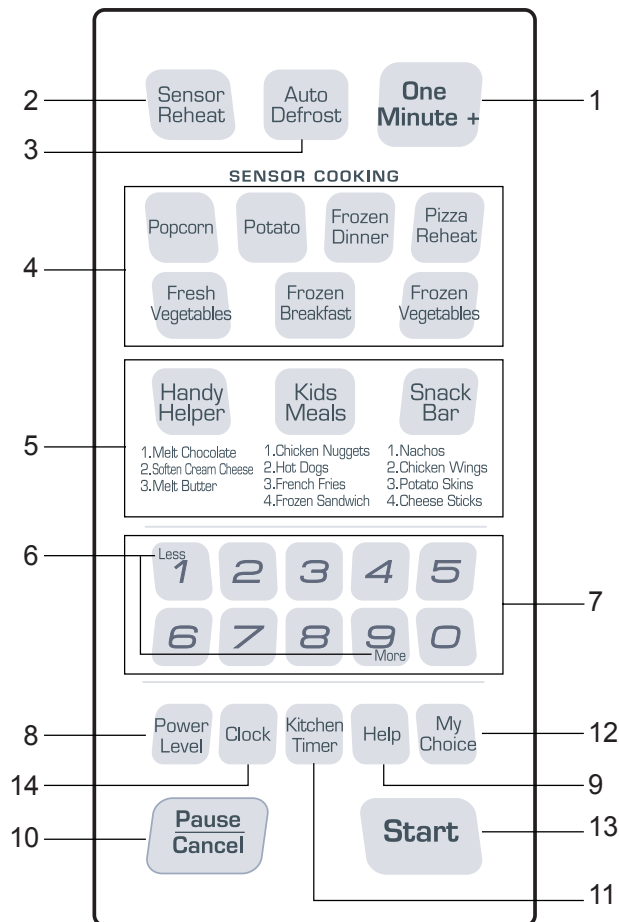 2
Sensor
Reheat
3
Auto
Defrost
One
Minute +
1
SENSOR COOKING
4
Popcorn
Potato
Frozen
Dinner
Pizza
Reheat
Fresh
Vegetables
Frozen
Breakfast
Frozen
Vegetables
5
Handy
Helper
1.Melt Chocolate
2.Soften Cream Cheese
3.Melt Butter
Kids
Meals
1.Chicken Nuggets
2.Hot Dogs
3.French Fries
4.Frozen Sandwich
Snack
Bar
1.Nachos
2.Chicken Wings
3.Potato Skins
4.Cheese Sticks
6
Less
1 2 3 4 5
7
6 7 8 9 0
More
8
Power
Level
14
Clock
Kitchen
Timer
Help
My
Choice
12
9
10
Pause
Cancel
Start
13
11